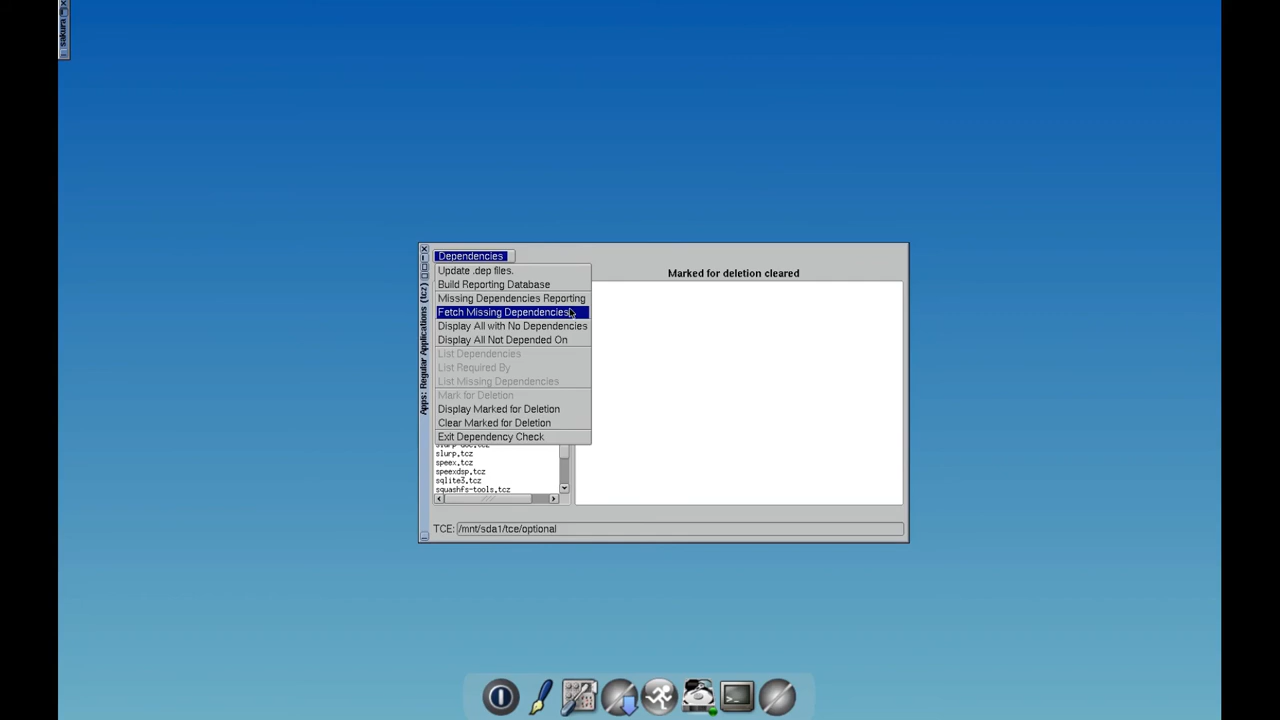 sakura
Apps: Regular Applications (tcz)
Dependencies
Update .dep files.
Build Reporting Database
Missing Dependencies Reporting
Fetch Missing Dependencies
Display All with No Dependencies
Display All Not Depended On
List Dependencies
List Required By
List Missing Dependencies
Mark for Deletion
Display Marked for Deletion
Clear Marked for Deletion
Exit Dependency Check
slurp.tcz
speex.tcz
speexdsp.tcz
sqlite3.tcz
squashfs-tools.tcz
Marked for deletion cleared
TCE: /mnt/sda1/tce/optional